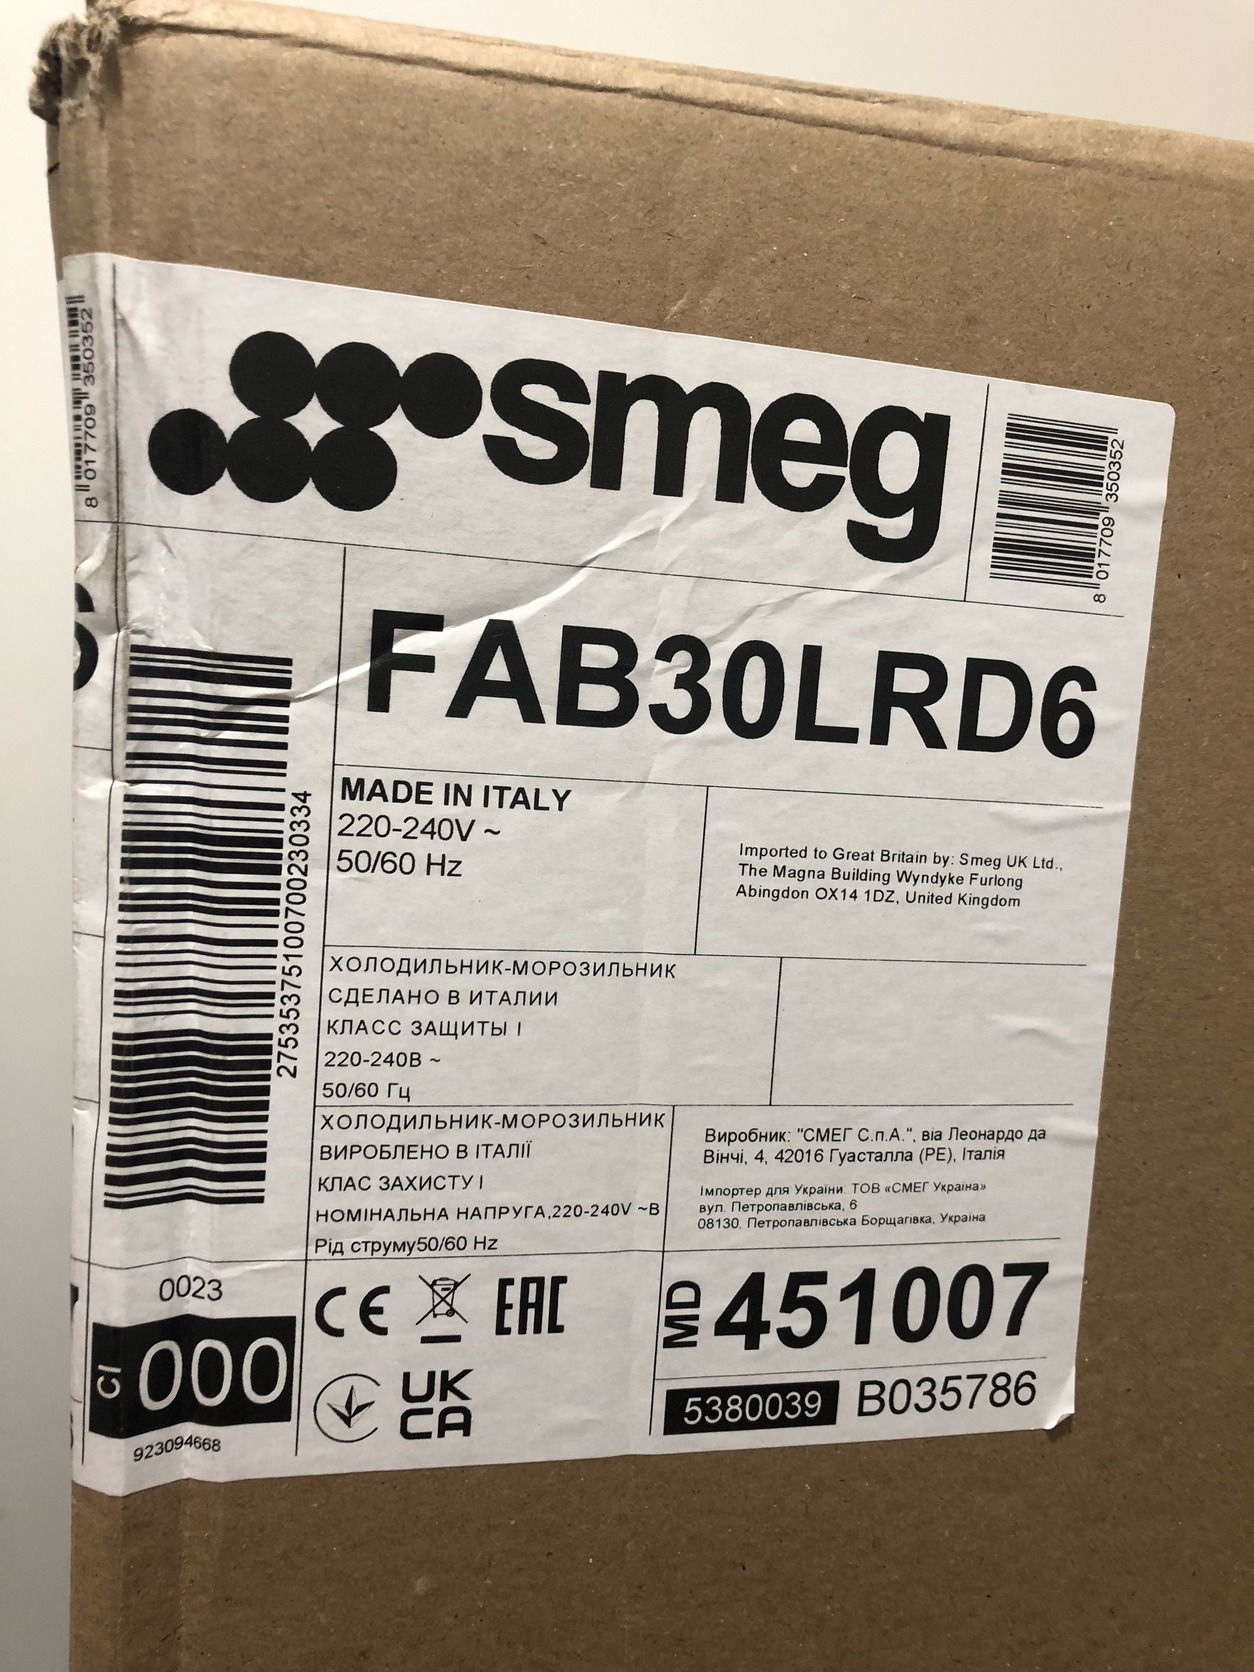 smeg
8 017709 350352
8 017709 350352
FAB30LRD6
27535375100700230334
MADE IN ITALY
220-240V ~
50/60 Hz
Imported to Great Britain by: Smeg UK Ltd.,
The Magna Building Wyndyke Furlong
Abingdon OX14 1DZ, United Kingdom
ХОЛОДИЛЬНИК-МОРОЗИЛЬНИК
СДЕЛАНО В ИТАЛИИ
КЛАСС ЗАЩИТЫ I
220-240В ~
50/60 Гц
ХОЛОДИЛЬНИК-МОРОЗИЛЬНИК
ВИРОБЛЕНО В ІТАЛІЇ
КЛАС ЗАХИСТУ I
НОМІНАЛЬНА НАПРУГА,220-240V ~В
Рід струму50/60 Hz
Виробник: "СМЕГ С.п.А.", віа Леонардо да
Вінчі, 4, 42016 Гуасталла (РЕ), Італія
Імпортер для України: ТОВ «СМЕГ Україна»
вул. Петропавлівська, 6
08130, Петропавлівська Борщагівка, Україна
0023
CI 000
923094668
CE EAC
UK
CA
MD 451007
5380039 B035786